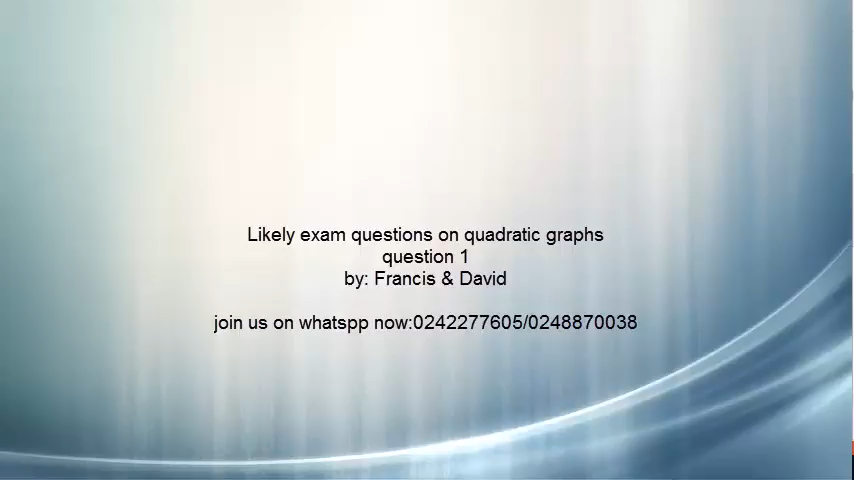 Likely exam questions on quadratic graphs
question 1
by: Francis & David
join us on whatspp now:0242277605/0248870038